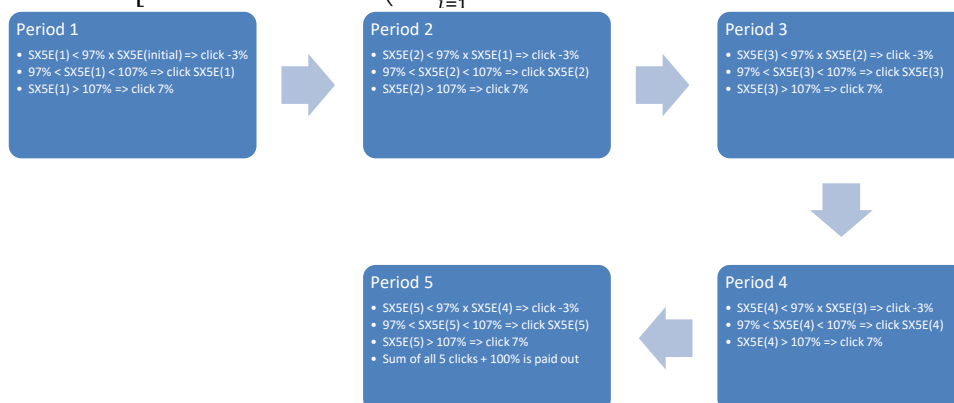 i=1
Period 1
• SX5E(1) < 97% x SX5E(initial) => click -3%
• 97% < SX5E(1) < 107% => click SX5E(1)
• SX5E(1) > 107% => click 7%
Period 2
• SX5E(2) < 97% x SX5E(1) => click -3%
• 97% < SX5E(2) < 107% => click SX5E(2)
• SX5E(2) > 107% => click 7%
Period 3
• SX5E(3) < 97% x SX5E(2) => click -3%
• 97% < SX5E(3) < 107% => click SX5E(3)
• SX5E(3) > 107% => click 7%
Period 4
• SX5E(4) < 97% x SX5E(3) => click -3%
• 97% < SX5E(4) < 107% => click SX5E(4)
• SX5E(4) > 107% => click 7%
Period 5
• SX5E(5) < 97% x SX5E(4) => click -3%
• 97% < SX5E(5) < 107% => click SX5E(5)
• SX5E(5) > 107% => click 7%
• Sum of all 5 clicks + 100% is paid out